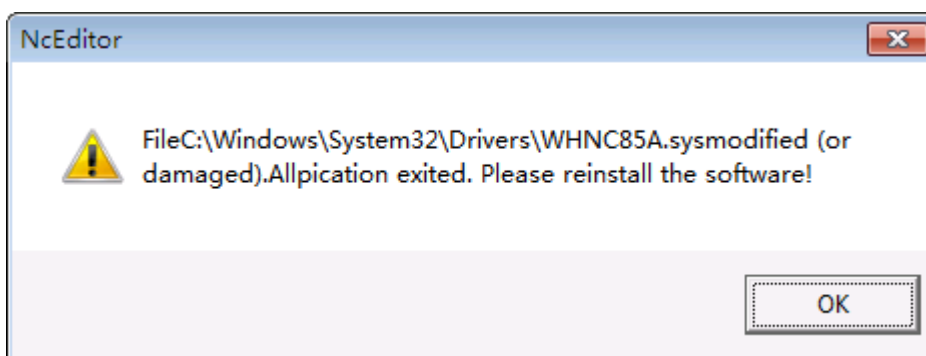 NcEditor
FileC:\Windows\System32\Drivers\WHNC85A.sysmodified (or
damaged).Allpication exited. Please reinstall the software!
OK